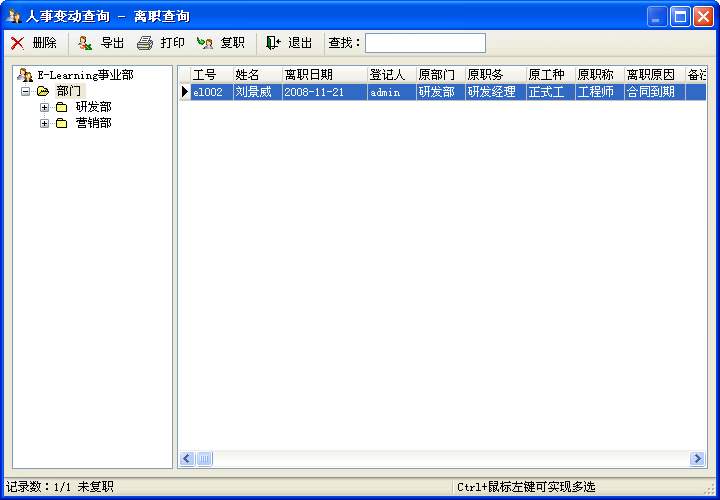 人事变动查询 - 离职查询
删除 导出 打印 复职 退出 查找：
E-Learning事业部
部门
研发部
营销部
工号 姓名 离职日期 登记人 原部门 原职务 原工种 原职称 离职原因 备注
el002 刘景威 2008-11-21 admin 研发部 研发经理 正式工 工程师 合同到期
记录数：1/1 未复职 Ctrl+鼠标左键可实现多选